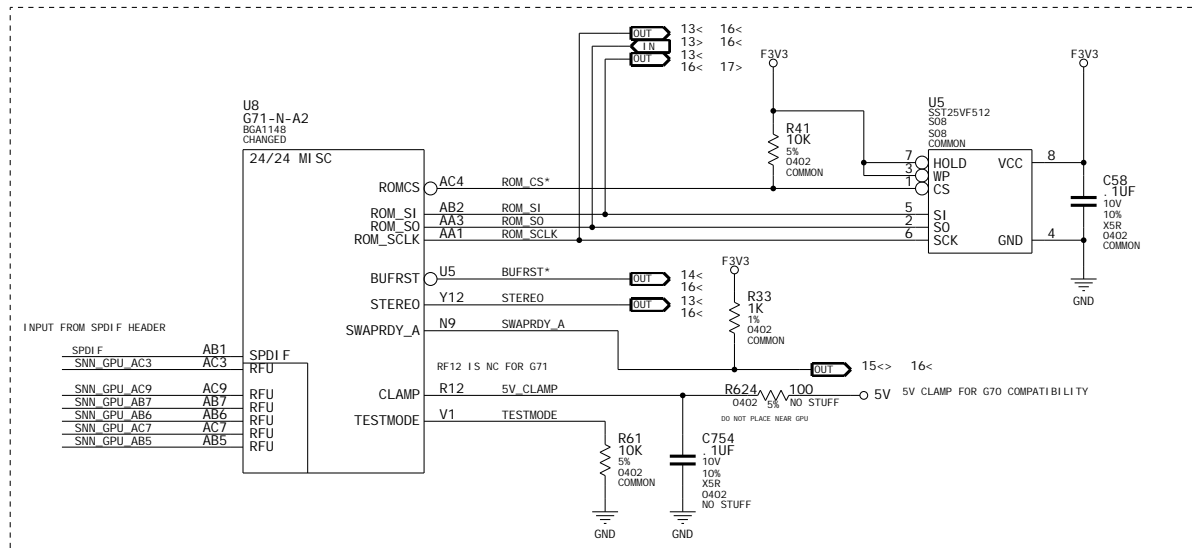 OUT 13< 16<
IN 13> 16<
OUT 13<
16< 17>
F3V3
F3V3
U8
G71-N-A2
BGA1148
CHANGED
24/24 MISC
U5
SST25VF512
SO8
SO8
COMMON
R41
10K
5%
0402
COMMON
7 HOLD VCC 8
3 WP
1 CS
5 SI
2 SO
6 SCK GND 4
C58
.1UF
10V
10%
X5R
0402
COMMON
GND
ROMCS AC4 ROM_CS*
ROM_SI AB2 ROM_SI
ROM_SO AA3 ROM_SO
ROM_SCLK AA1 ROM_SCLK
BUFRST U5 BUFRST* OUT 14<
16<
STEREO Y12 STEREO OUT 13<
16<
SWAPRDY_A N9 SWAPRDY_A
F3V3
R33
1K
1%
0402
COMMON
OUT 15<> 16<
INPUT FROM SPDIF HEADER
SPDIF AB1 SPDIF
SNN_GPU_AC3 AC3 RFU
SNN_GPU_AC9 AC9 RFU
SNN_GPU_AB7 AB7 RFU
SNN_GPU_AB6 AB6 RFU
SNN_GPU_AC7 AC7 RFU
SNN_GPU_AB5 AB5 RFU
RF12 IS NC FOR G71
CLAMP R12 5V_CLAMP
TESTMODE V1 TESTMODE
R624 100
0402 5% NO STUFF
DO NOT PLACE NEAR GPU
5V 5V CLAMP FOR G70 COMPATIBILITY
R61
10K
5%
0402
COMMON
GND
C754
.1UF
10V
10%
X5R
0402
NO STUFF
GND